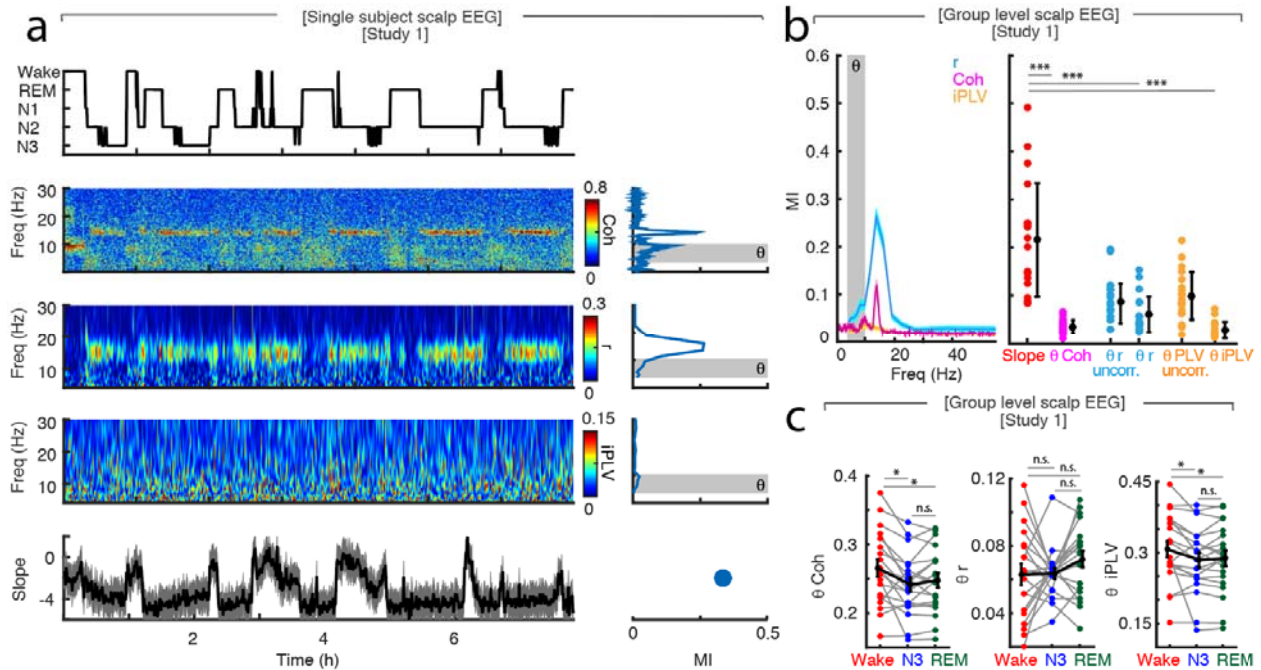 a
[Single subject scalp EEG]
[Study 1]
Wake
REM
N1
N2
N3
30
20
10
Freq (Hz)
0.8
Coh
0
θ
30
20
10
Freq (Hz)
0.3
r
0
θ
30
20
10
Freq (Hz)
0.15
iPLV
0
θ
0
-4
Slope
2 4 6
Time (h)
0 0.5
MI
b
[Group level scalp EEG]
[Study 1]
0.6
0.5
0.4
0.3
0.2
0.1
0
MI
θ
r
Coh
iPLV
0 5 15 25 50
Freq (Hz)
***
***
***
Slope θ Coh θ r θ r θ PLV θ iPLV
uncorr. uncorr.
c
[Group level scalp EEG]
[Study 1]
0.4
0.3
0.2
θ Coh
*
*
n.s.
Wake N3 REM
0.12
0.08
0.04
θ r
n.s.
n.s.
n.s.
Wake N3 REM
0.45
0.3
0.15
θ iPLV
*
*
n.s.
Wake N3 REM